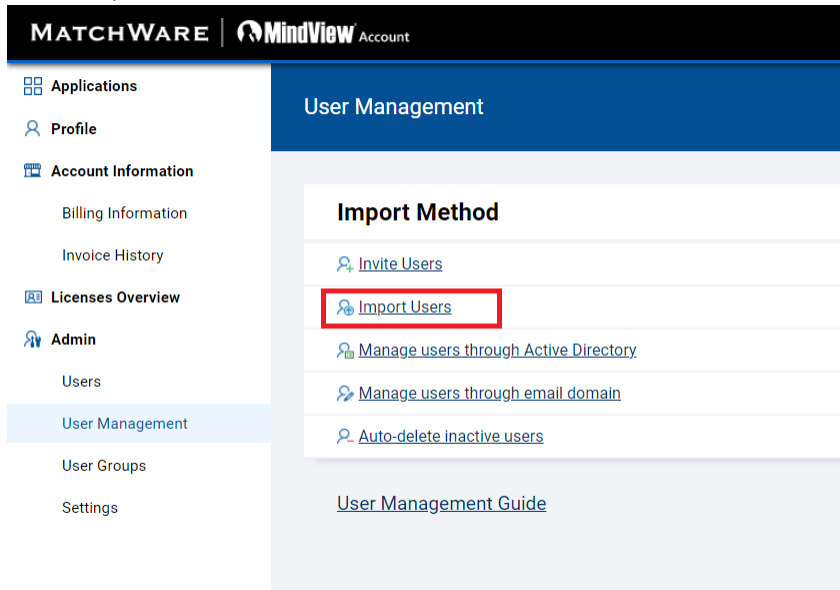 MATCHWARE MindView Account
Applications
Profile
Account Information
Billing Information
Invoice History
Licenses Overview
Admin
Users
User Management
User Groups
Settings
User Management
Import Method
Invite Users
Import Users
Manage users through Active Directory
Manage users through email domain
Auto-delete inactive users
User Management Guide